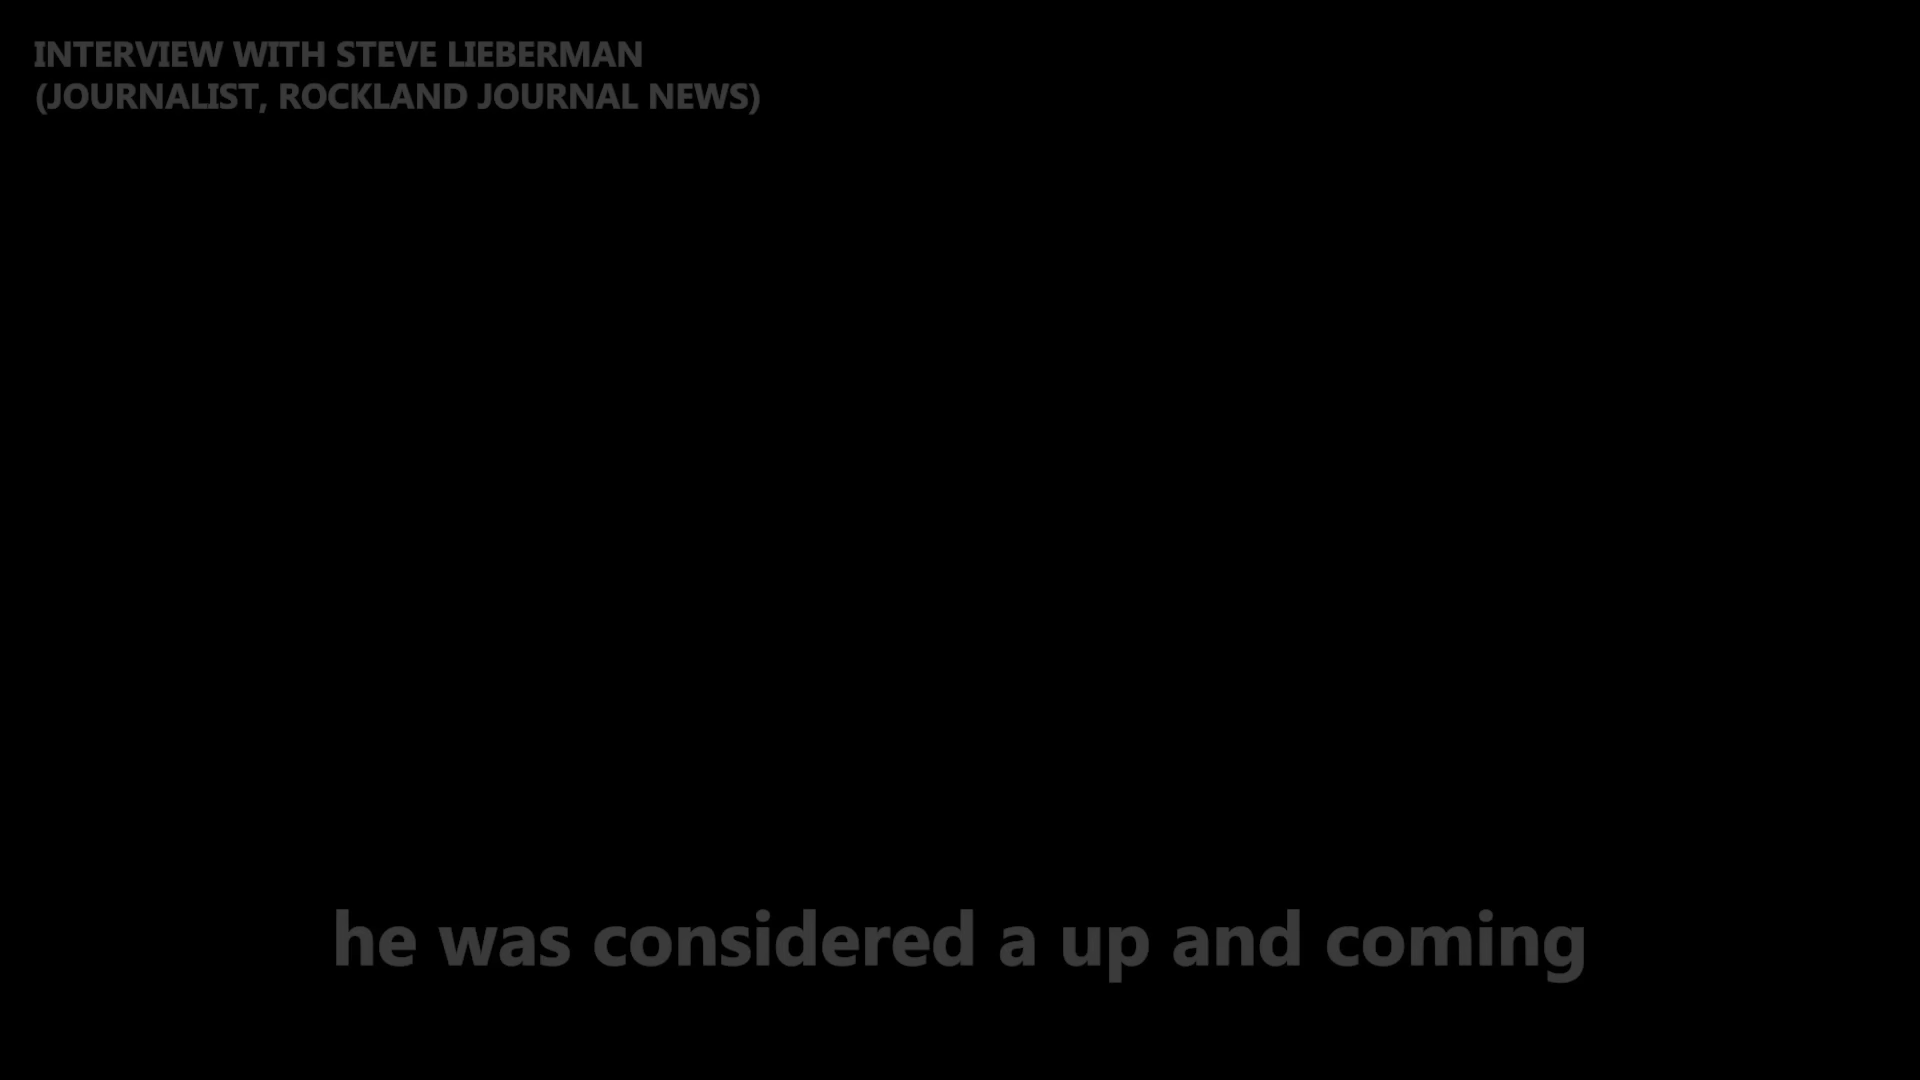 INTERVIEW WITH STEVE LIEBERMAN
(JOURNALIST, ROCKLAND JOURNAL NEWS)
he was considered a up and coming